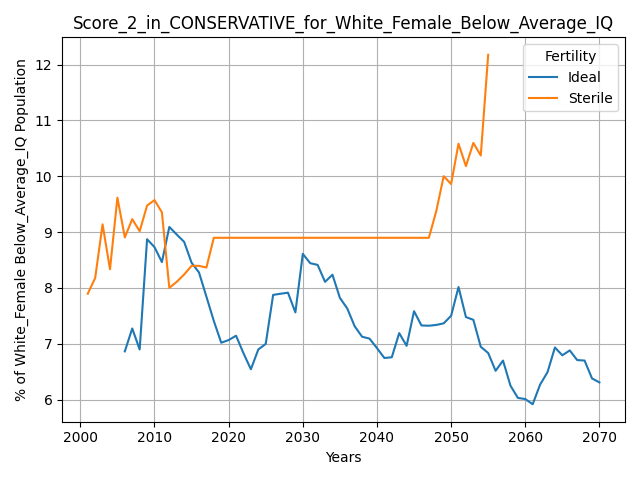 Score_2_in_CONSERVATIVE_for_White_Female_Below_Average_IQ
Fertility
Ideal
Sterile
% of White_Female Below_Average_IQ Population
12
11
10
9
8
7
6
2000 2010 2020 2030 2040 2050 2060 2070
Years